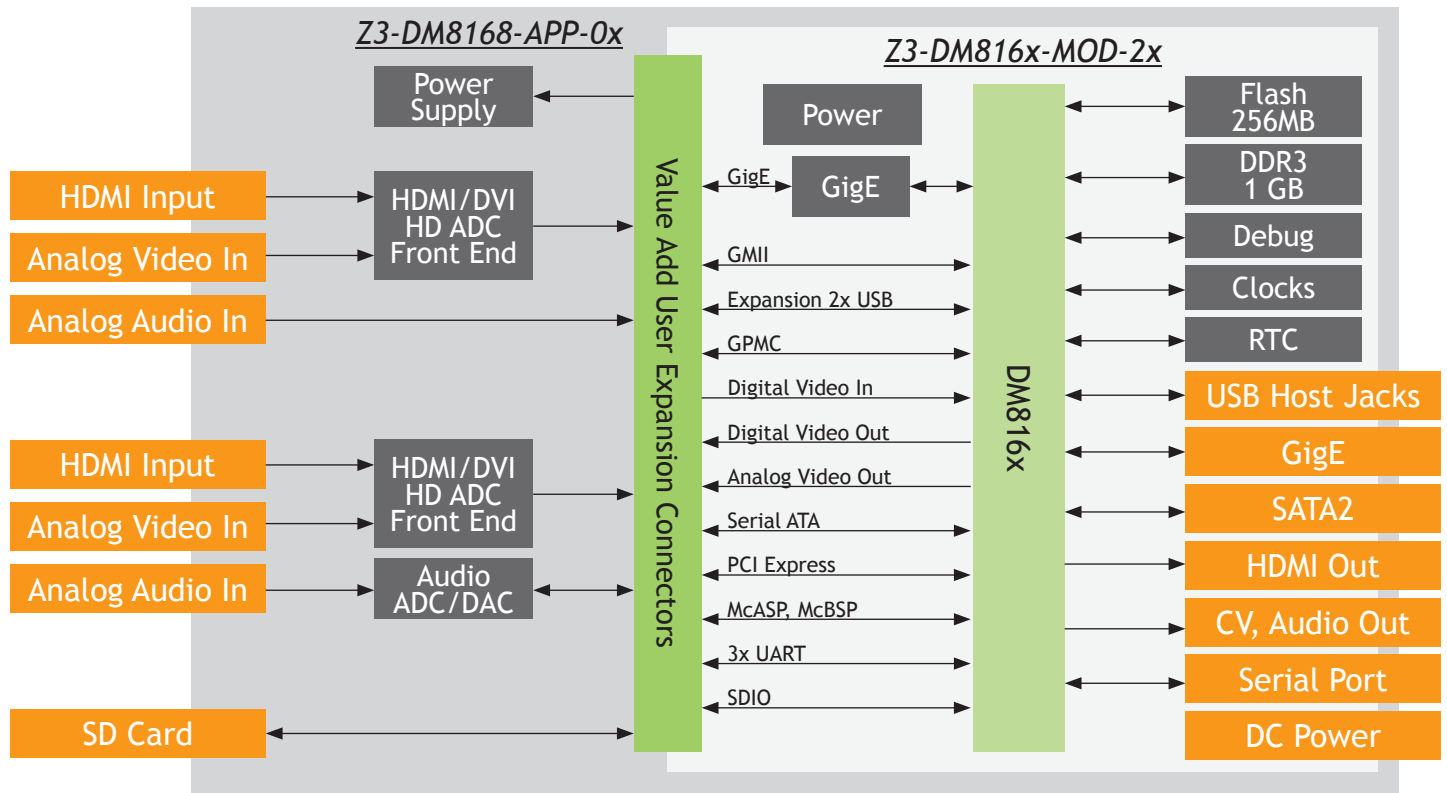 Z3-DM8168-APP-0x
Z3-DM816x-MOD-2x
Power
Supply
HDMI Input
Analog Video In
HDMI/DVI
HD ADC
Front End
Analog Audio In
HDMI Input
Analog Video In
HDMI/DVI
HD ADC
Front End
Analog Audio In
Audio
ADC/DAC
SD Card
Value Add User Expansion Connectors
Power
GigE
GigE
GMII
Expansion 2x USB
GPMC
Digital Video In
Digital Video Out
Analog Video Out
Serial ATA
PCI Express
McASP, McBSP
3x UART
SDIO
DM816x
Flash
256MB
DDR3
1 GB
Debug
Clocks
RTC
USB Host Jacks
GigE
SATA2
HDMI Out
CV, Audio Out
Serial Port
DC Power